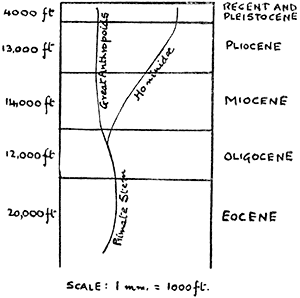 4000 ft
RECENT AND
PLEISTOCENE
13,000 ft
PLIOCENE
Great Anthropoids
Hominidæ
14,000 ft
MIOCENE
12,000 ft
OLIGOCENE
20,000 ft
EOCENE
Primate Stem
SCALE: 1 mm. = 1000 ft.